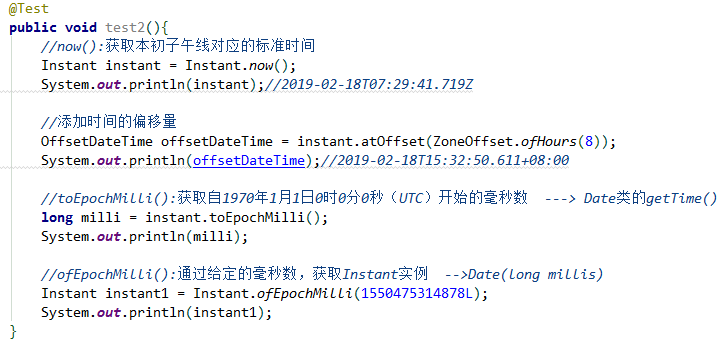 @Test
public void test2(){
//now():获取本初子午线对应的标准时间
Instant instant = Instant.now();
System.out.println(instant);//2019-02-18T07:29:41.719Z
//添加时间的偏移量
OffsetDateTime offsetDateTime = instant.atOffset(ZoneOffset.ofHours(8));
System.out.println(offsetDateTime);//2019-02-18T15:32:50.611+08:00
//toEpochMilli():获取自1970年1月1日0时0分0秒（UTC）开始的毫秒数  ---> Date类的getTime()
long milli = instant.toEpochMilli();
System.out.println(milli);
//ofEpochMilli():通过给定的毫秒数，获取Instant实例  -->Date(long millis)
Instant instant1 = Instant.ofEpochMilli(1550475314878L);
System.out.println(instant1);
}